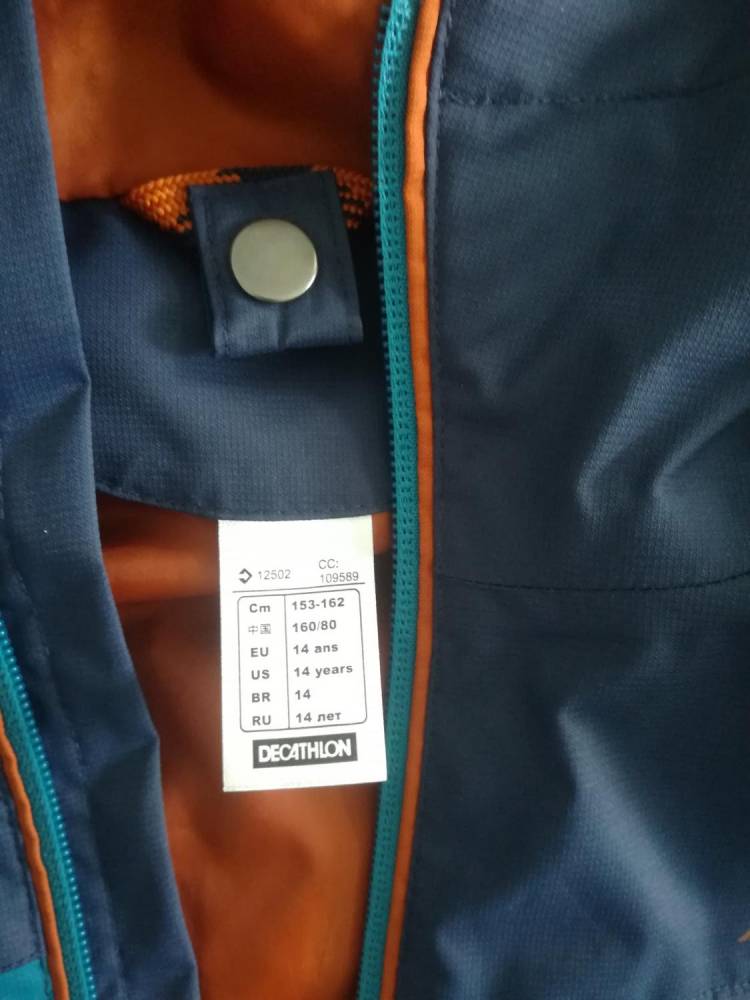 12502 CC: 109589
Cm 153-162
中国 160/80
EU 14 ans
US 14 years
BR 14
RU 14 лет
DECATHLON